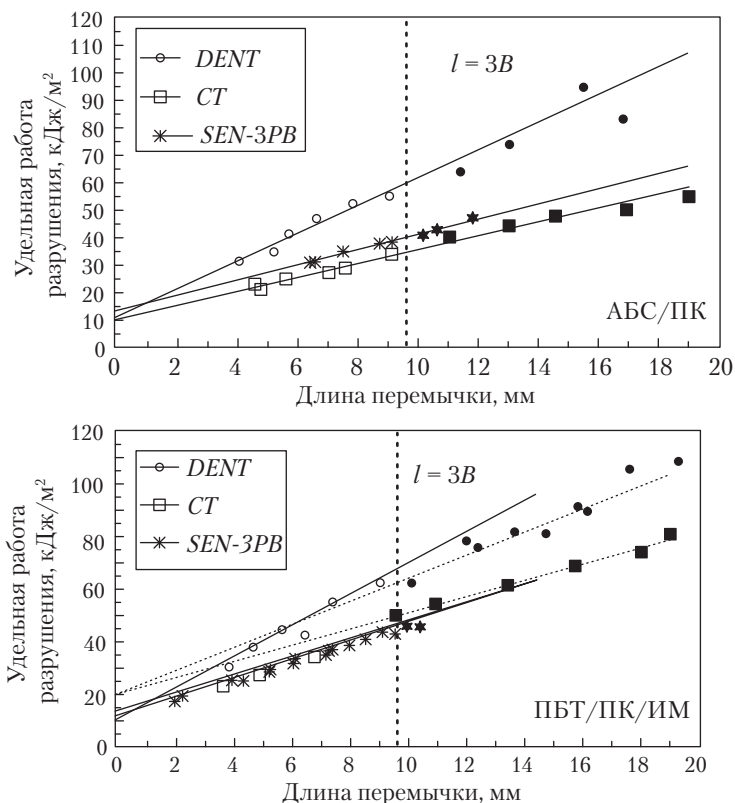 120
110
100
90
80
70
60
50
40
30
20
10
0
Удельная работа
разрушения, кДж/м²
DENT
CT
SEN-3PB
l = 3B
АБС/ПК
0 2 4 6 8 10 12 14 16 18 20
Длина перемычки, мм
120
100
80
60
40
20
0
Удельная работа
разрушения, кДж/м²
DENT
CT
SEN-3PB
l = 3B
ПБТ/ПК/ИМ
0 2 4 6 8 10 12 14 16 18 20
Длина перемычки, мм